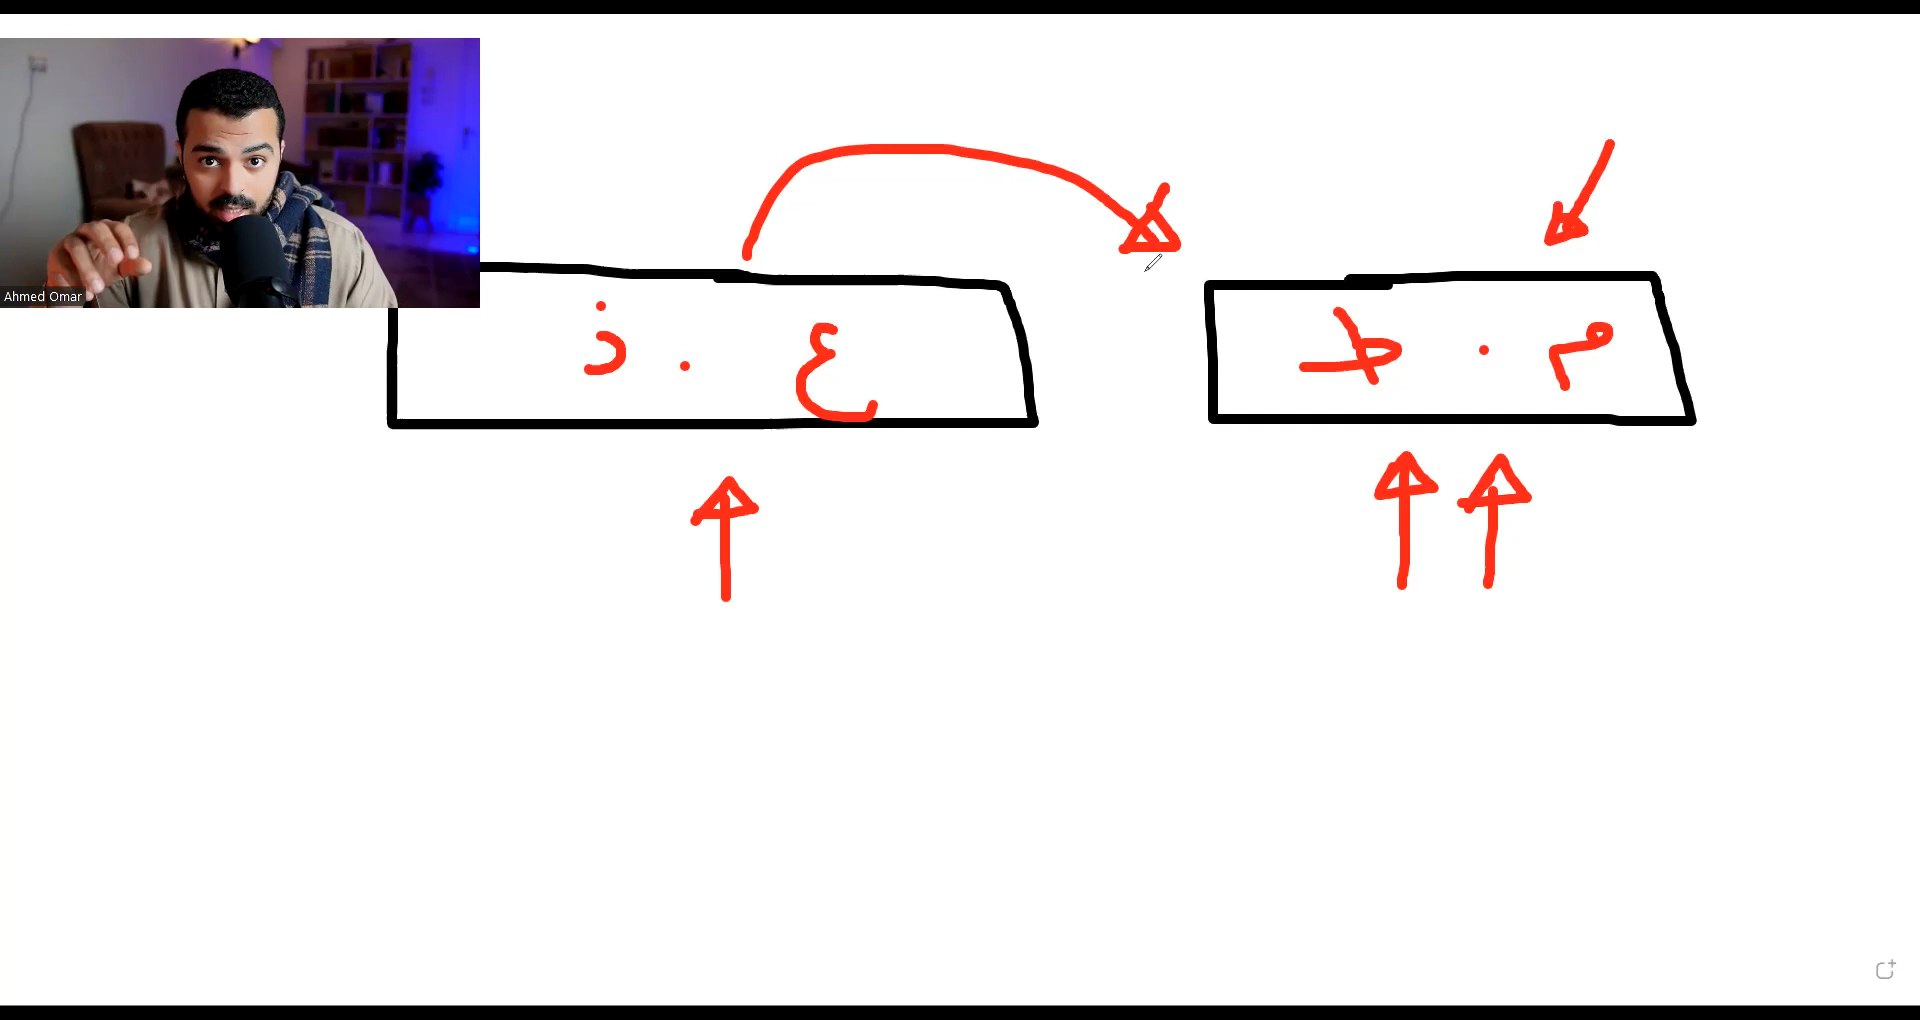 Ahmed Omar
م . ط
ع . ذ